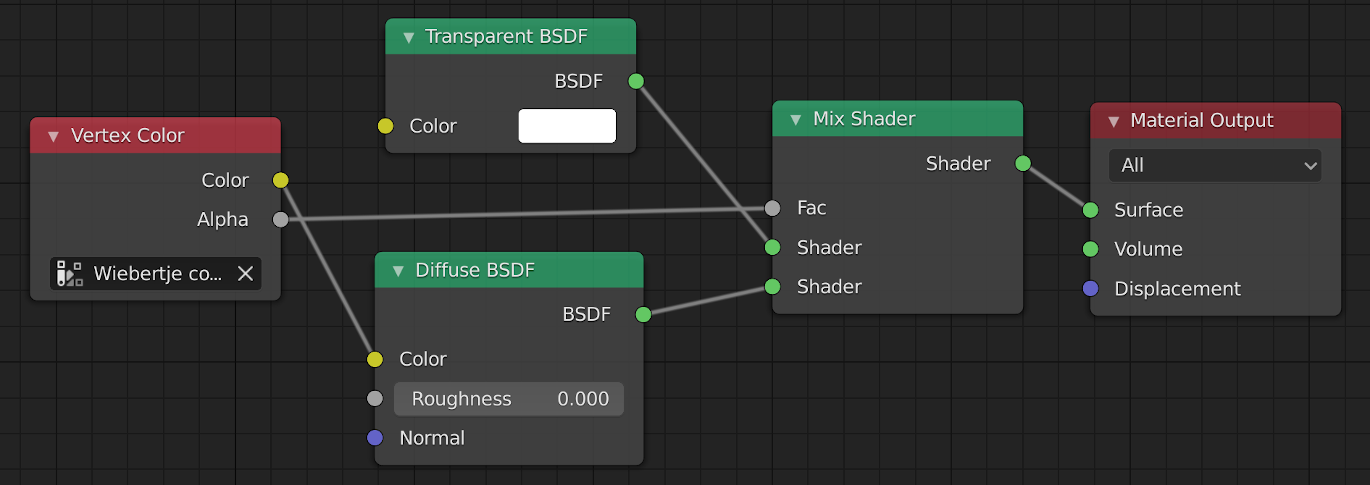 Vertex Color
Color
Alpha
Wiebertje co...
Transparent BSDF
BSDF
Color
Diffuse BSDF
BSDF
Color
Roughness 0.000
Normal
Mix Shader
Shader
Fac
Shader
Shader
Material Output
All
Surface
Volume
Displacement